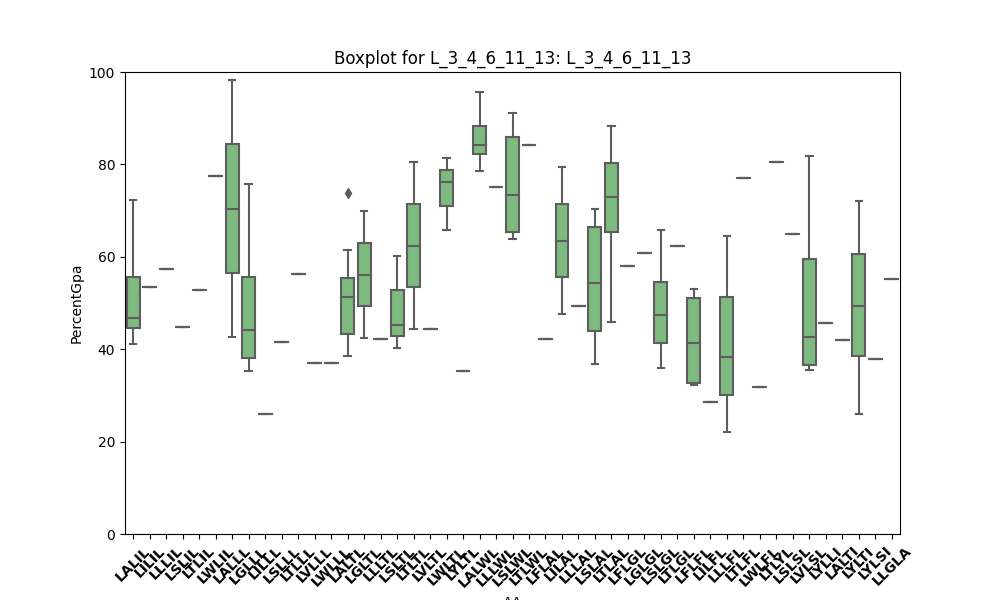 Boxplot for L_3_4_6_11_13: L_3_4_6_11_13
100
80
60
40
20
0
PercentGpa
LALIL
LILIL
LLLIL
LSLIL
LTLIL
LWLIL
LALLL
LGLLL
LILLL
LSLLL
LTLLL
LVLLL
LWLLL
LALTL
LGLTL
LLLTL
LSLTL
LTLTL
LVLTL
LWLTL
LYLTL
LALWL
LLLWL
LSLWL
LTLWL
LFLAL
LILAL
LLLAL
LSLAL
LTLAL
LFLGL
LGLGL
LSLGL
LTLGL
LFLFL
LILFL
LLLFL
LTLFL
LWLFL
LTLYL
LSLSL
LVLSL
LYLLI
LALTI
LYLTI
LYLSI
LLGLA